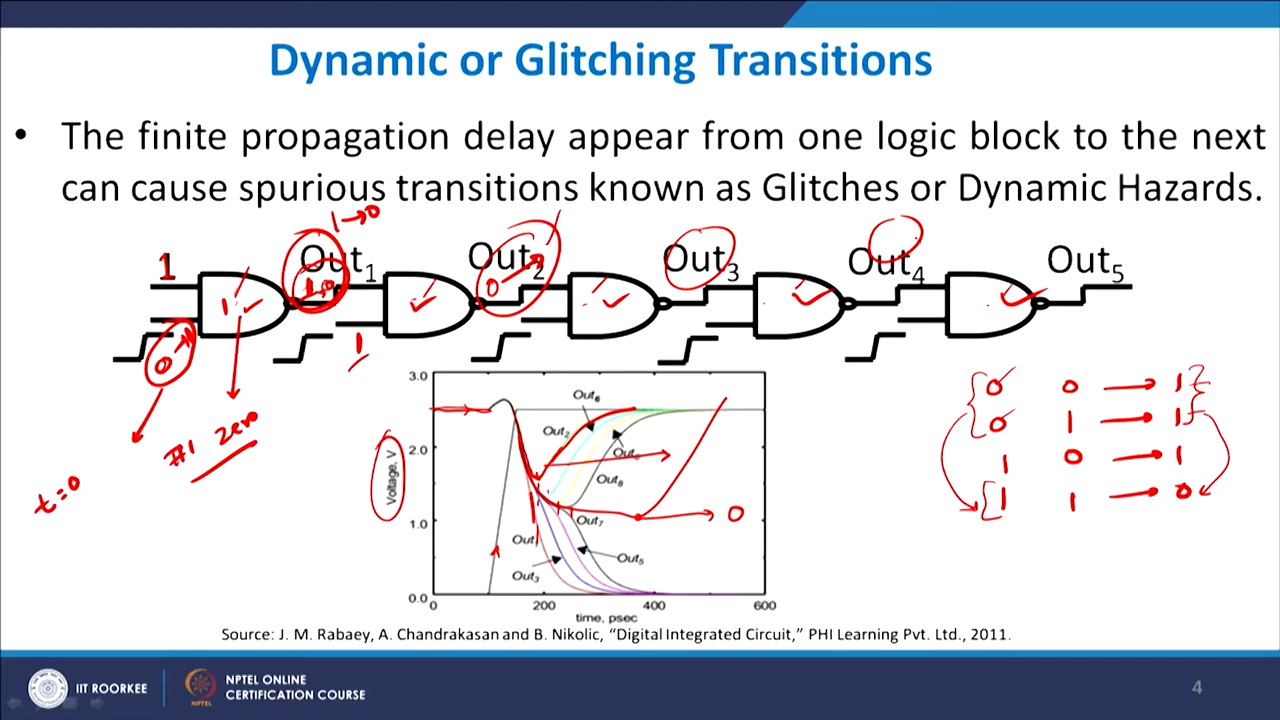 Dynamic or Glitching Transitions
• The finite propagation delay appear from one logic block to the next
can cause spurious transitions known as Glitches or Dynamic Hazards.
1→0
1
Out1
Out2
Out3
Out4
Out5
0
0
1
1
#1 zero
t=0
0 0 → 1
0 1 → 1
1 0 → 1
1 1 → 0
3.0
2.0
1.0
0.0
Voltage, V
Out6
Out2
Out8
Out7
Out5
Out3
0
0 200 400 600
time, psec
Source: J. M. Rabaey, A. Chandrakasan and B. Nikolic, “Digital Integrated Circuit,” PHI Learning Pvt. Ltd., 2011.
IIT ROORKEE
NPTEL
NPTEL ONLINE
CERTIFICATION COURSE
4